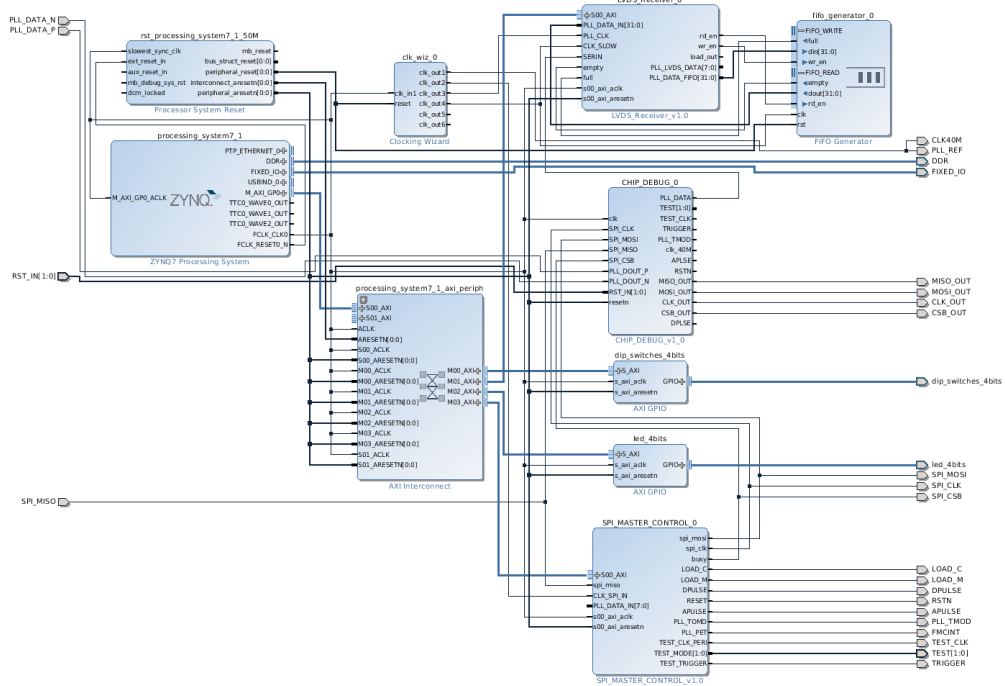 PLL_DATA_N
PLL_DATA_P
rst_processing_system7_1_50M
slowest_sync_clk
ext_reset_in
aux_reset_in
mb_debug_sys_rst
dcm_locked
mb_reset
bus_struct_reset[0:0]
peripheral_reset[0:0]
interconnect_aresetn[0:0]
peripheral_aresetn[0:0]
Processor System Reset
processing_system7_1
M_AXI_GP0_ACLK
ZYNQ
PTP_ETHERNET_0
DDR
FIXED_IO
USBIND_0
M_AXI_GP0
TTC0_WAVE0_OUT
TTC0_WAVE1_OUT
TTC0_WAVE2_OUT
FCLK_CLK0
FCLK_RESET0_N
ZYNQ7 Processing System
RST_IN[1:0]
SPI_MISO
clk_wiz_0
clk_in1
reset
clk_out1
clk_out2
clk_out3
clk_out4
clk_out5
clk_out6
Clocking Wizard
processing_system7_1_axi_periph
S00_AXI
S01_AXI
ACLK
ARESETN[0:0]
S00_ACLK
S00_ARESETN[0:0]
M00_ACLK
M00_ARESETN[0:0]
M01_ACLK
M01_ARESETN[0:0]
M02_ACLK
M02_ARESETN[0:0]
M03_ACLK
M03_ARESETN[0:0]
S01_ACLK
S01_ARESETN[0:0]
M00_AXI
M01_AXI
M02_AXI
M03_AXI
AXI Interconnect
LVDS_Receiver_0
S00_AXI
PLL_DATA_IN[31:0]
PLL_CLK
CLK_SLOW
SERIN
empty
full
s00_axi_aclk
s00_axi_aresetn
rd_en
wr_en
load_out
PLL_LVDS_DATA[7:0]
PLL_DATA_FIFO[31:0]
LVDS_Receiver_v1.0
fifo_generator_0
FIFO_WRITE
full
din[31:0]
wr_en
FIFO_READ
empty
dout[31:0]
rd_en
clk
rst
FIFO Generator
CHIP_DEBUG_0
clk
SPI_CLK
SPI_MOSI
SPI_MISO
SPI_CSB
PLL_DOUT_P
PLL_DOUT_N
RST_IN[1:0]
resetn
PLL_DATA
TEST[1:0]
TEST_CLK
TRIGGER
PLL_TMOD
clk_40M
APLSE
RSTN
MISO_OUT
MOSI_OUT
CLK_OUT
CSB_OUT
DPLSE
CHIP_DEBUG_v1_0
dip_switches_4bits
S_AXI
s_axi_aclk
s_axi_aresetn
GPIO
AXI GPIO
led_4bits
S_AXI
s_axi_aclk
s_axi_aresetn
GPIO
AXI GPIO
SPI_MASTER_CONTROL_0
S00_AXI
spi_miso
CLK_SPI_IN
PLL_DATA_IN[7:0]
s00_axi_aclk
s00_axi_aresetn
spi_mosi
spi_clk
busy
LOAD_C
LOAD_M
DPULSE
RESET
APULSE
PLL_TOMD
PLL_PET
TEST_CLK_PERI
TEST_MODE[1:0]
TEST_TRIGGER
SPI_MASTER_CONTROL_v1.0
CLK40M
PLL_REF
DDR
FIXED_IO
MISO_OUT
MOSI_OUT
CLK_OUT
CSB_OUT
dip_switches_4bits
led_4bits
SPI_MOSI
SPI_CLK
SPI_CSB
LOAD_C
LOAD_M
DPULSE
RSTN
APULSE
PLL_TMOD
FMCINT
TEST_CLK
TEST[1:0]
TRIGGER